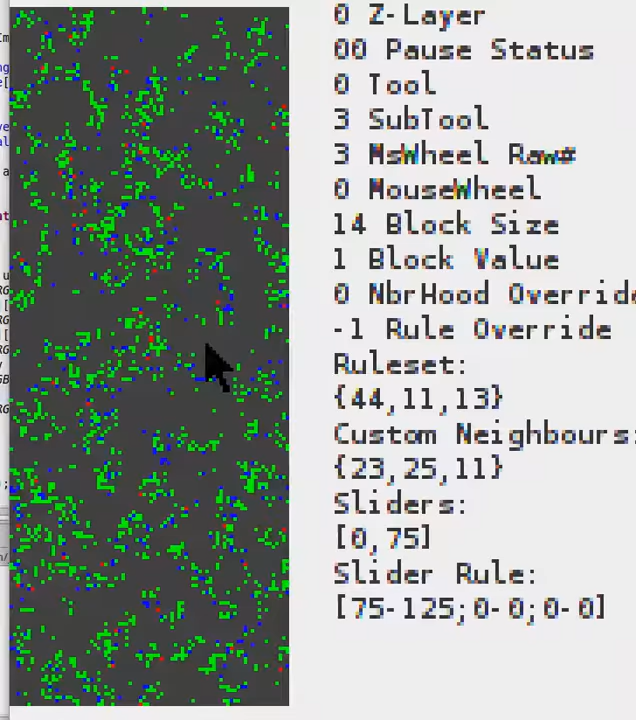 0 Z-Layer
00 Pause Status
0 Tool
3 SubTool
3 MsWheel Raw#
0 MouseWheel
14 Block Size
1 Block Value
0 NbrHood Override
-1 Rule Override
Ruleset:
{44,11,13}
Custom Neighbours:
{23,25,11}
Sliders:
[0,75]
Slider Rule:
[75-125;0-0;0-0]